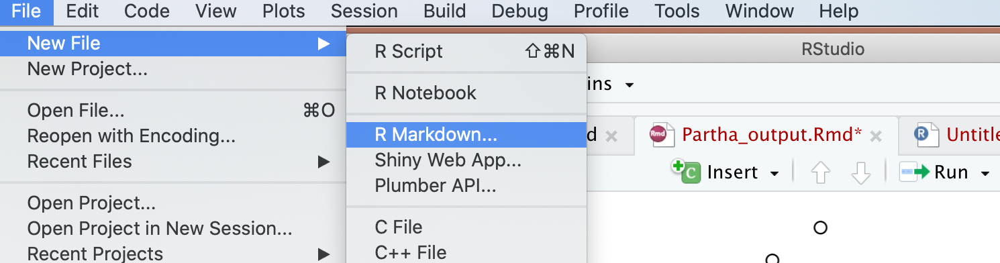 File Edit Code View Plots Session Build Debug Profile Tools Window Help
New File ▶
New Project...
Open File... ⌘O
Reopen with Encoding...
Recent Files ▶
Open Project...
Open Project in New Session...
Recent Projects ▶
R Script ⇧⌘N
R Notebook
R Markdown...
Shiny Web App...
Plumber API...
C File
C++ File
RStudio
ins
d Partha_output.Rmd* Untitle
Insert Run